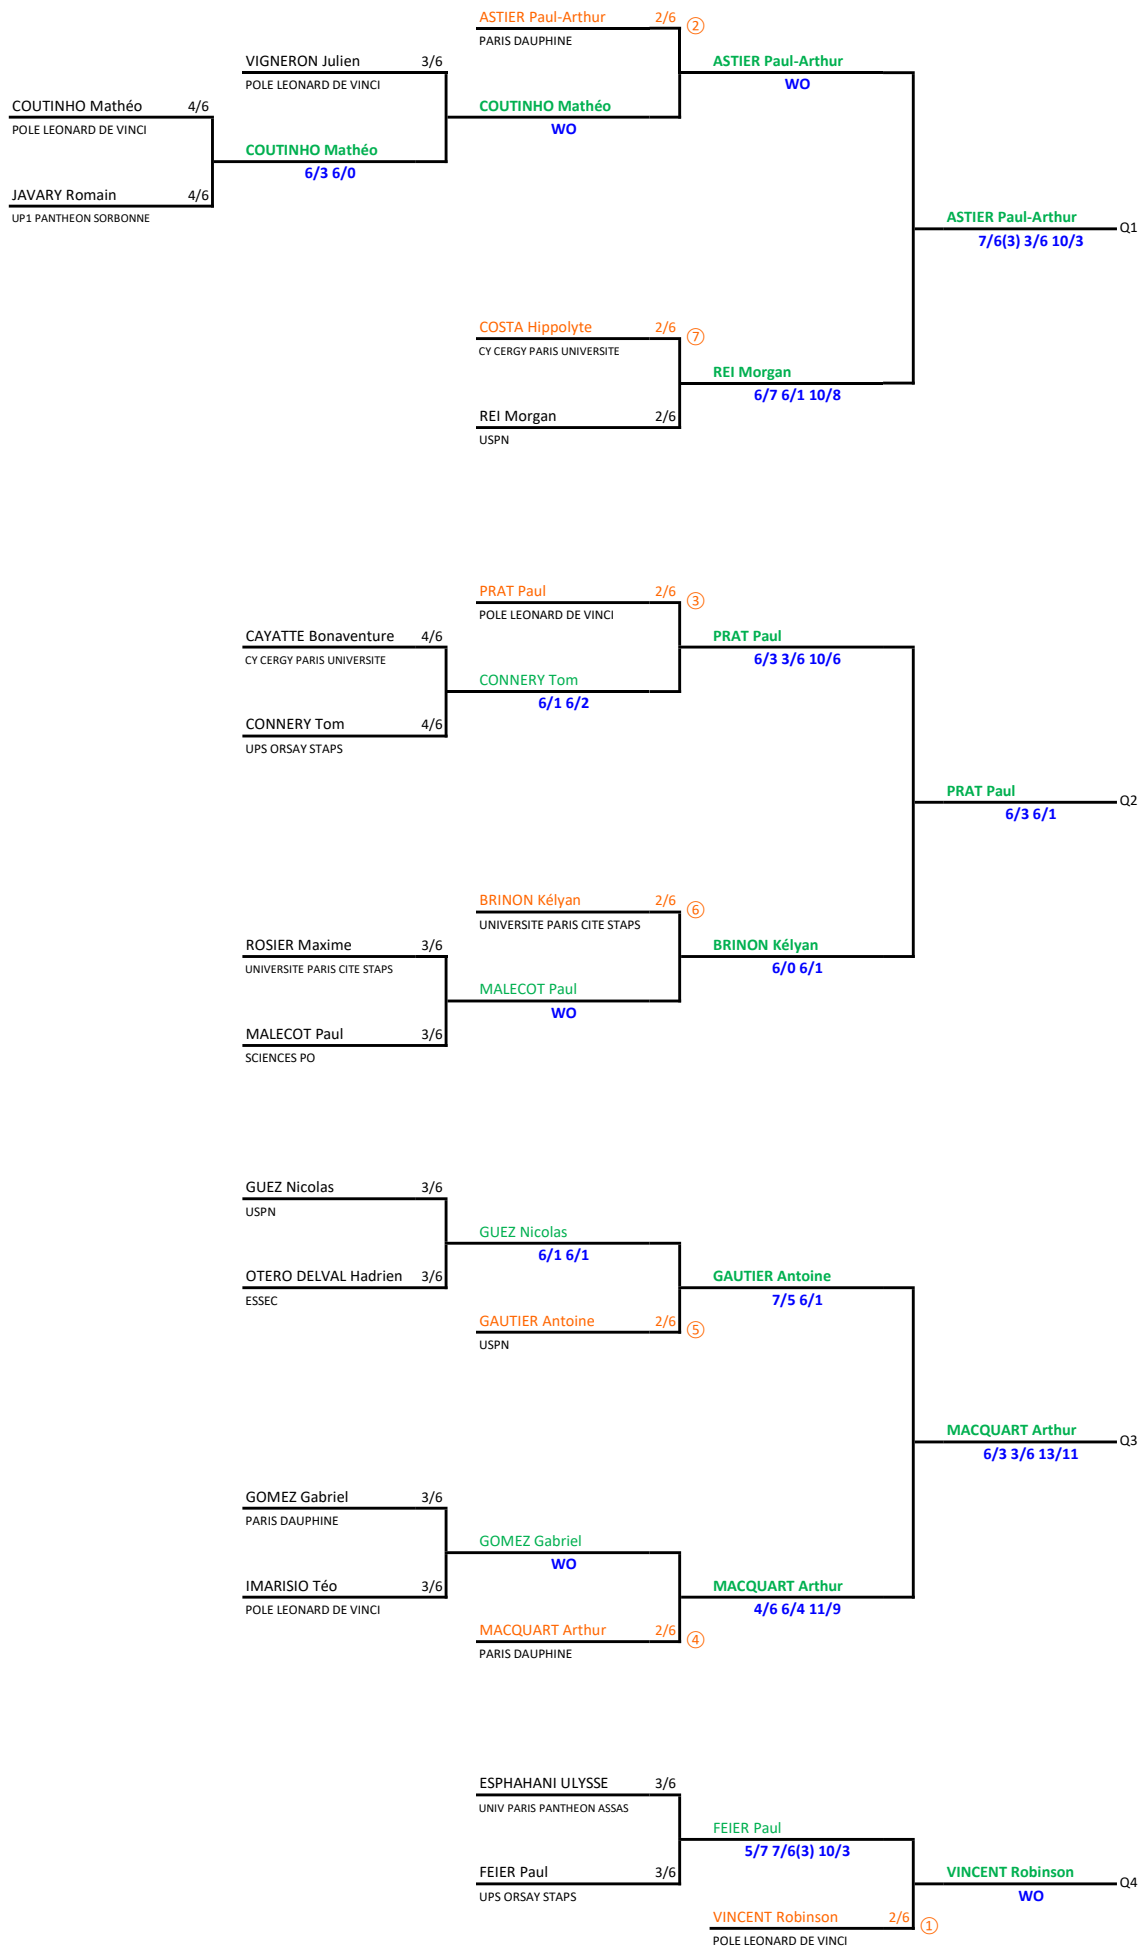 ASTIER Paul-Arthur 2/6 ②
PARIS DAUPHINE
VIGNERON Julien 3/6
POLE LEONARD DE VINCI
ASTIER Paul-Arthur
WO
COUTINHO Mathéo 4/6
POLE LEONARD DE VINCI
COUTINHO Mathéo
WO
COUTINHO Mathéo
6/3 6/0
JAVARY Romain 4/6
UP1 PANTHEON SORBONNE
ASTIER Paul-Arthur Q1
7/6(3) 3/6 10/3
COSTA Hippolyte 2/6 ⑦
CY CERGY PARIS UNIVERSITE
REI Morgan
6/7 6/1 10/8
REI Morgan 2/6
USPN
PRAT Paul 2/6 ③
POLE LEONARD DE VINCI
CAYATTE Bonaventure 4/6
CY CERGY PARIS UNIVERSITE
PRAT Paul
6/3 3/6 10/6
CONNERY Tom
6/1 6/2
CONNERY Tom 4/6
UPS ORSAY STAPS
PRAT Paul Q2
6/3 6/1
BRINON Kélyan 2/6 ⑥
UNIVERSITE PARIS CITE STAPS
ROSIER Maxime 3/6
UNIVERSITE PARIS CITE STAPS
BRINON Kélyan
6/0 6/1
MALECOT Paul
WO
MALECOT Paul 3/6
SCIENCES PO
GUEZ Nicolas 3/6
USPN
GUEZ Nicolas
6/1 6/1
OTERO DELVAL Hadrien 3/6
ESSEC
GAUTIER Antoine
7/5 6/1
GAUTIER Antoine 2/6 ⑤
USPN
MACQUART Arthur Q3
6/3 3/6 13/11
GOMEZ Gabriel 3/6
PARIS DAUPHINE
GOMEZ Gabriel
WO
IMARISIO Téo 3/6
POLE LEONARD DE VINCI
MACQUART Arthur
4/6 6/4 11/9
MACQUART Arthur 2/6 ④
PARIS DAUPHINE
ESPHAHANI ULYSSE 3/6
UNIV PARIS PANTHEON ASSAS
FEIER Paul
5/7 7/6(3) 10/3
FEIER Paul 3/6
UPS ORSAY STAPS
VINCENT Robinson Q4
WO
VINCENT Robinson 2/6 ①
POLE LEONARD DE VINCI